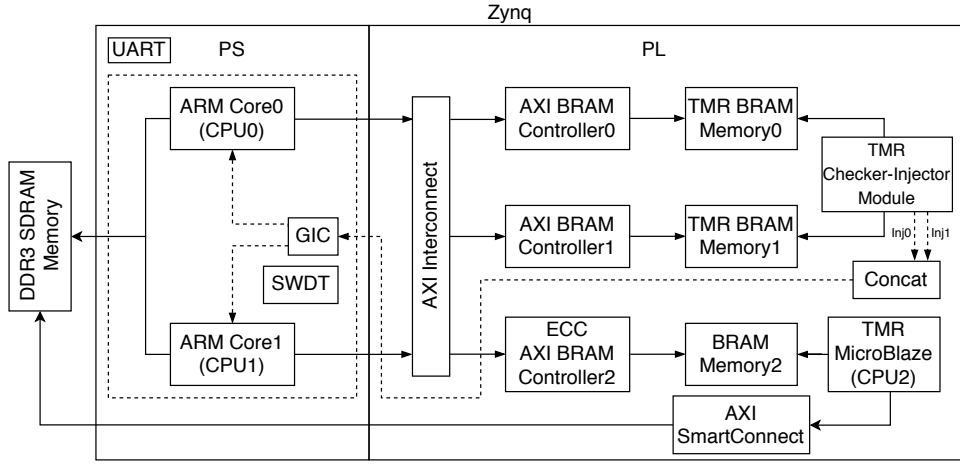 Zynq
UART
PS
PL
ARM Core0
(CPU0)
AXI BRAM
Controller0
TMR BRAM
Memory0
TMR
Checker-Injector
Module
DDR3 SDRAM
Memory
GIC
AXI Interconnect
AXI BRAM
Controller1
TMR BRAM
Memory1
Inj0
Inj1
SWDT
Concat
ARM Core1
(CPU1)
ECC
AXI BRAM
Controller2
BRAM
Memory2
TMR
MicroBlaze
(CPU2)
AXI
SmartConnect